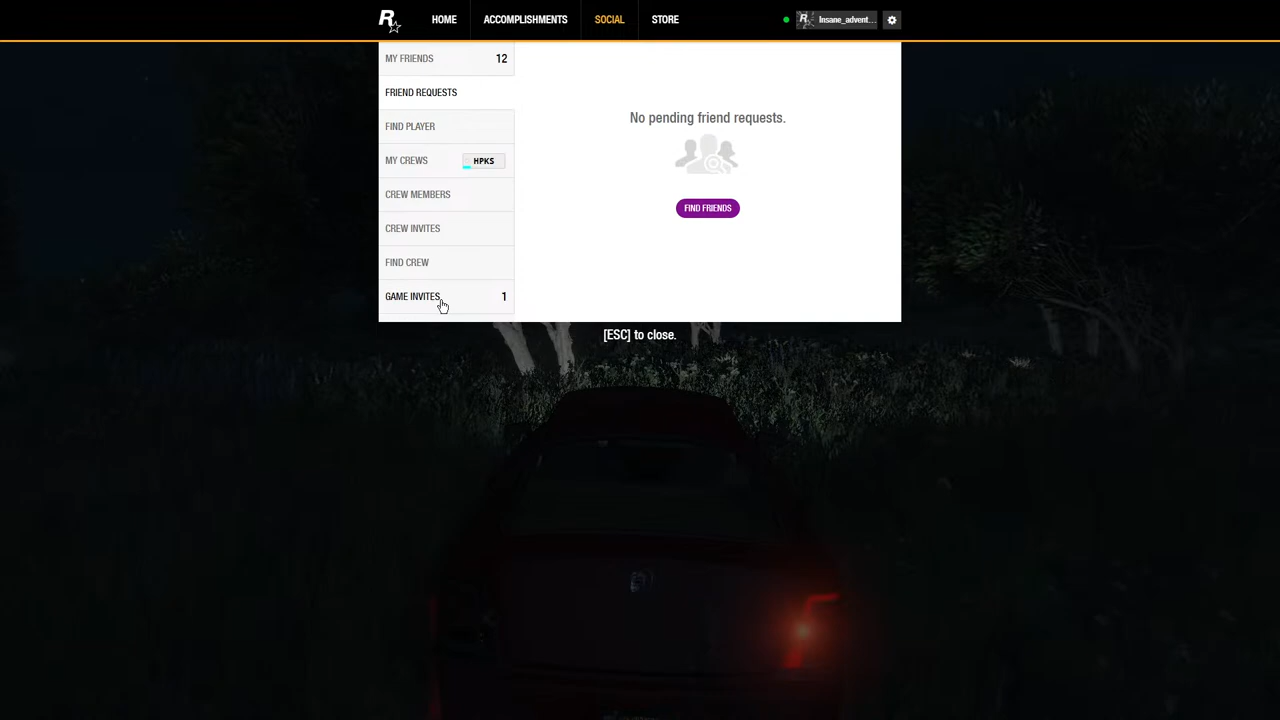 HOME ACCOMPLISHMENTS SOCIAL STORE Insane_advent...
MY FRIENDS 12
FRIEND REQUESTS
FIND PLAYER
MY CREWS HPKS
CREW MEMBERS
CREW INVITES
FIND CREW
GAME INVITES 1
No pending friend requests.
FIND FRIENDS
[ESC] to close.